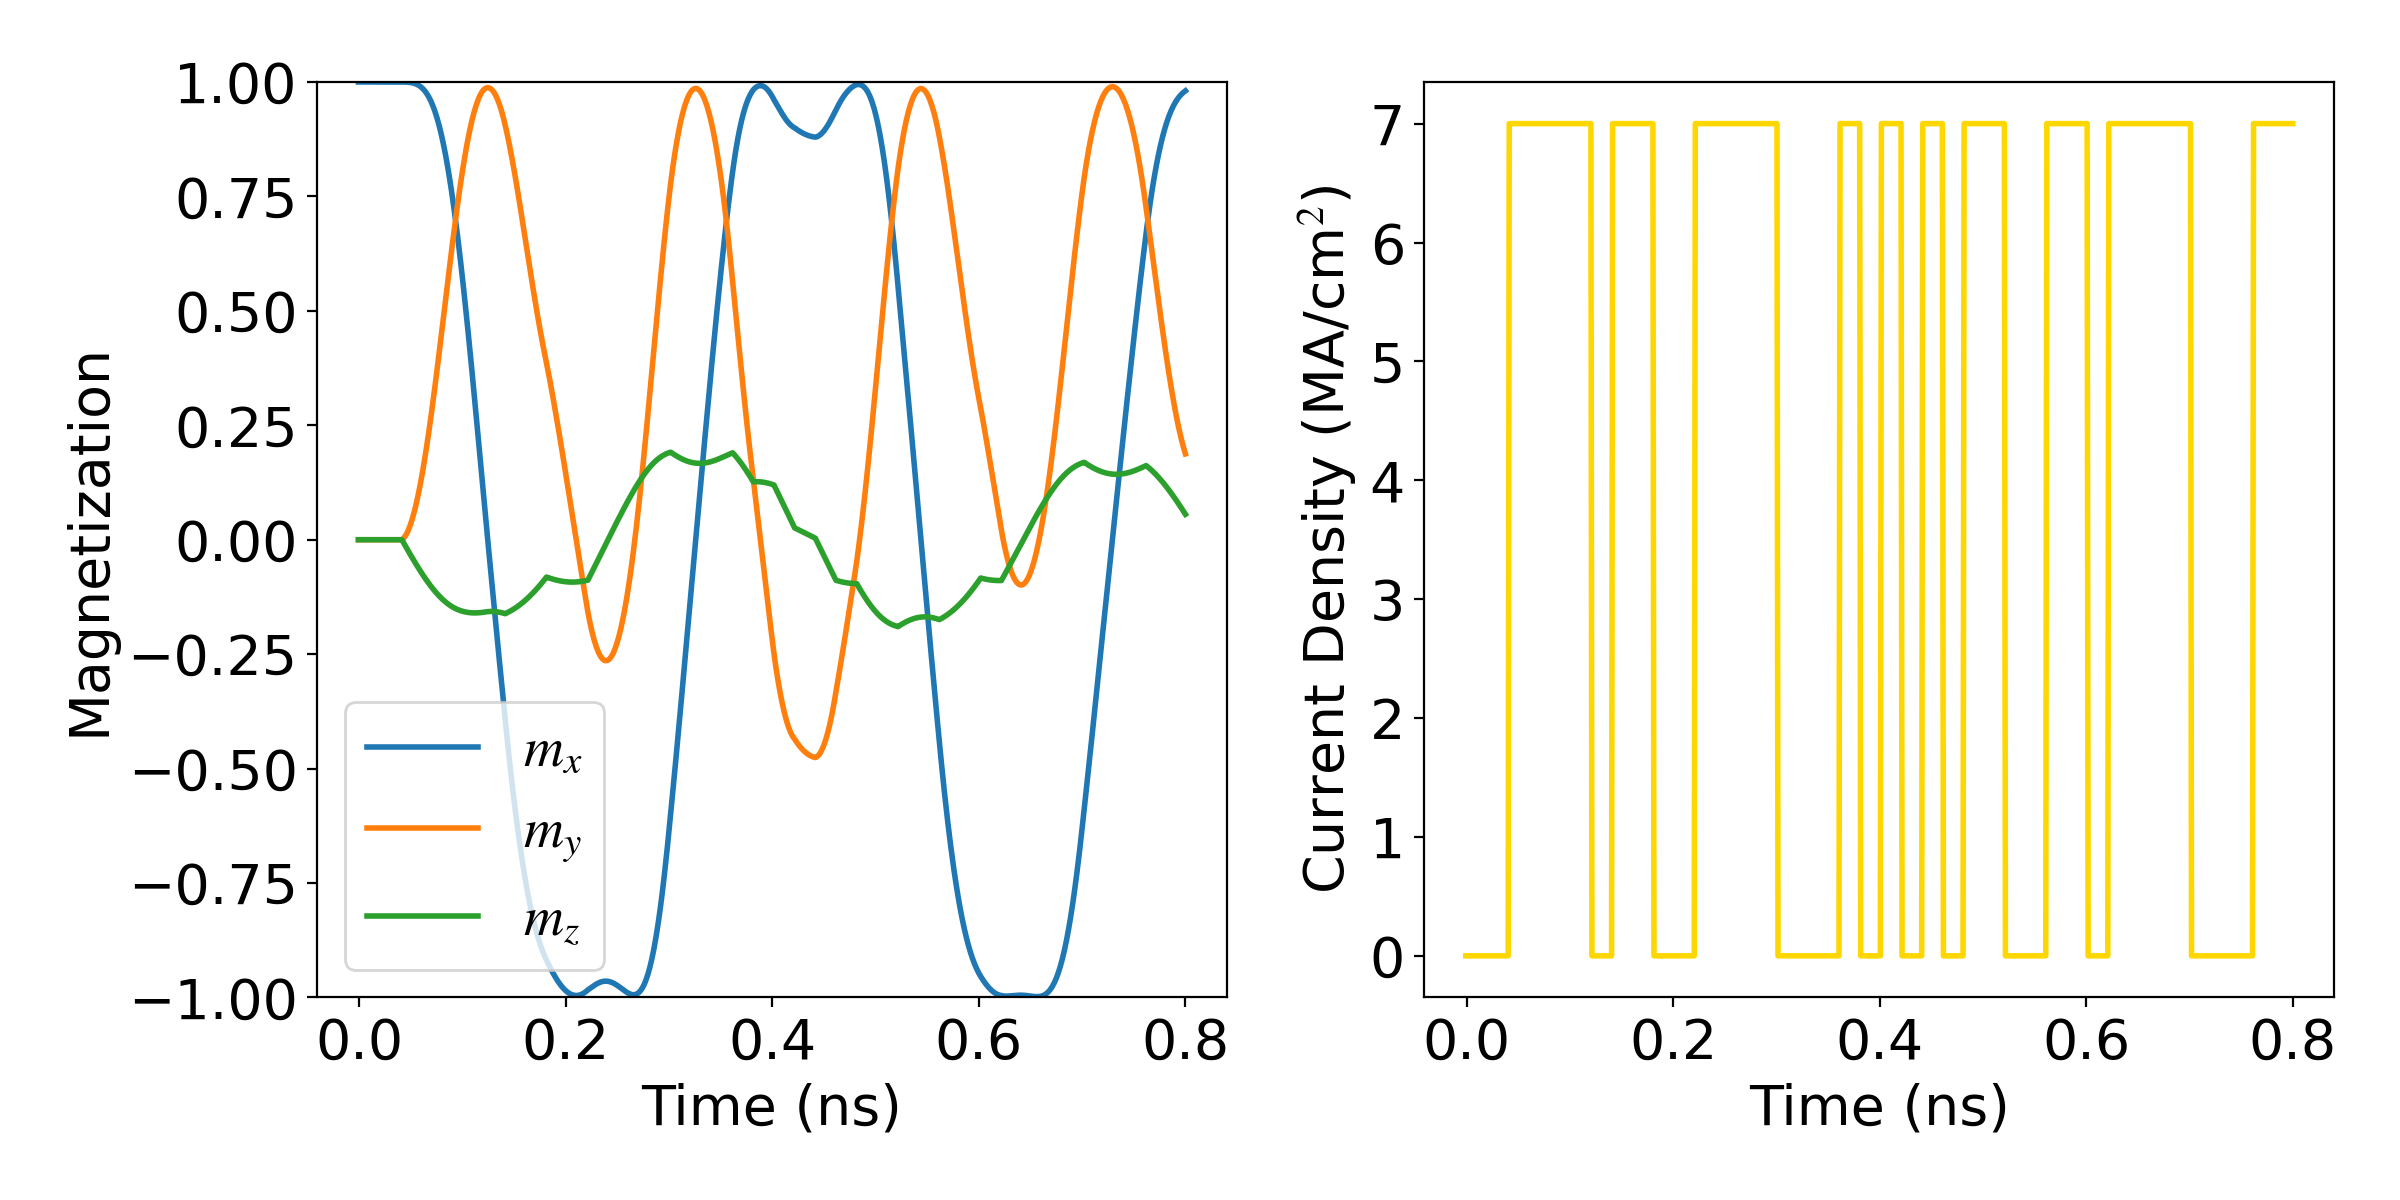 1.00
0.75
0.50
0.25
0.00
−0.25
−0.50
−0.75
−1.00
Magnetization
m_x
m_y
m_z
0.0 0.2 0.4 0.6 0.8
Time (ns)
7
6
5
4
3
2
1
0
Current Density (MA/cm²)
0.0 0.2 0.4 0.6 0.8
Time (ns)